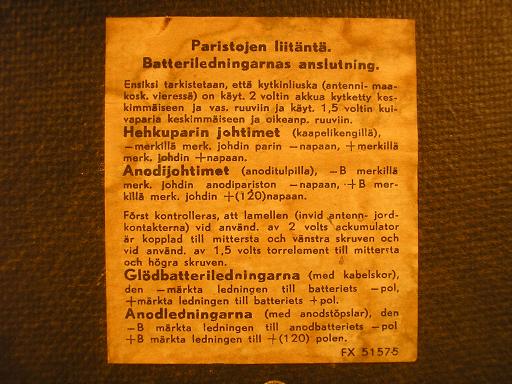 Paristojen liitäntä.
Batteriledningarnas anslutning.
Ensiksi tarkistetaan, että kytkinliuska (antenni- maa-
kosk. vieressä) on käyt. 2 voltin akkua kytketty kes-
kimmäiseen ja vas. ruuviin ja käyt. 1,5 voltin kui-
vaparia keskimmäiseen ja oikeanp. ruuviin.
Hehkuparin johtimet (kaapelikengillä),
—merkillä merk. johdin parin —napaan, +merkillä
merk. johdin +napaan.
Anodijohtimet (anoditulpilla), —B merkillä
merk. johdin anodipariston —napaan, +B mer-
killä merk. johdin +(120)napaan.
Först kontrolleras, att lamellen (invid antenn- jord-
kontakterna) vid använd. av 2 volts ackumulator
är kopplad till mittersta och vänstra skruven och
vid använd. av 1,5 volts torrelement till mittersta
och högra skruven.
Glödbatteriledningarna (med kabelskor),
den —märkta ledningen till batteriets —pol,
+märkta ledningen till batteriets +pol.
Anodledningarna (med anodstöpslar), den
—B märkta ledningen till anodbatteriets —pol
+B märkta ledningen till +(120) polen.
FX 51575